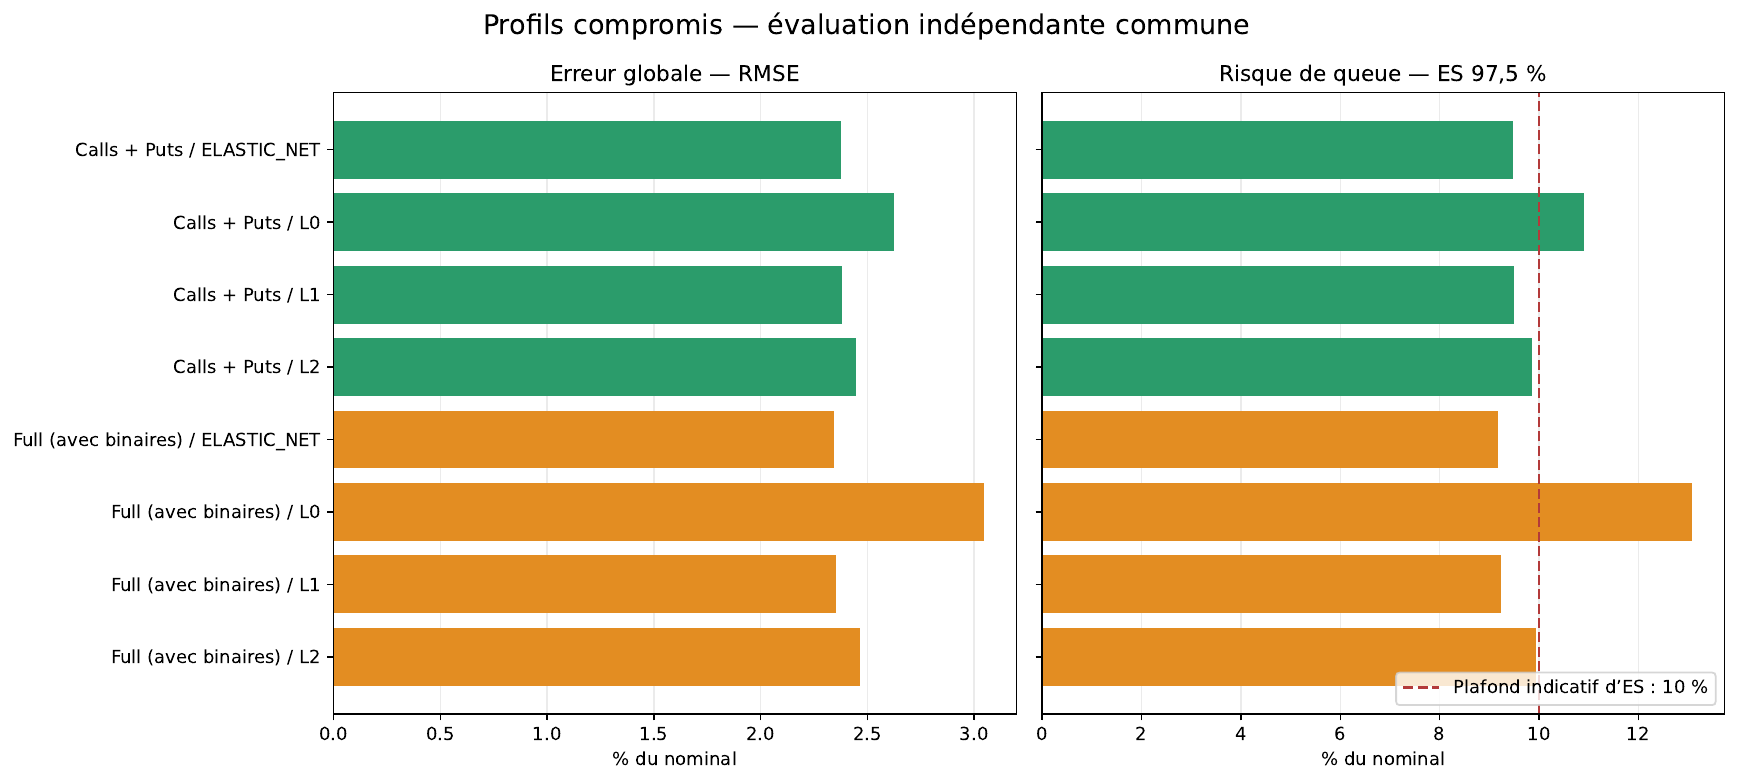 Profils compromis — évaluation indépendante commune
Erreur globale — RMSE
Risque de queue — ES 97,5 %
Calls + Puts / ELASTIC_NET
Calls + Puts / L0
Calls + Puts / L1
Calls + Puts / L2
Full (avec binaires) / ELASTIC_NET
Full (avec binaires) / L0
Full (avec binaires) / L1
Full (avec binaires) / L2
Plafond indicatif d’ES : 10 %
0.0 0.5 1.0 1.5 2.0 2.5 3.0
% du nominal
0 2 4 6 8 10 12
% du nominal